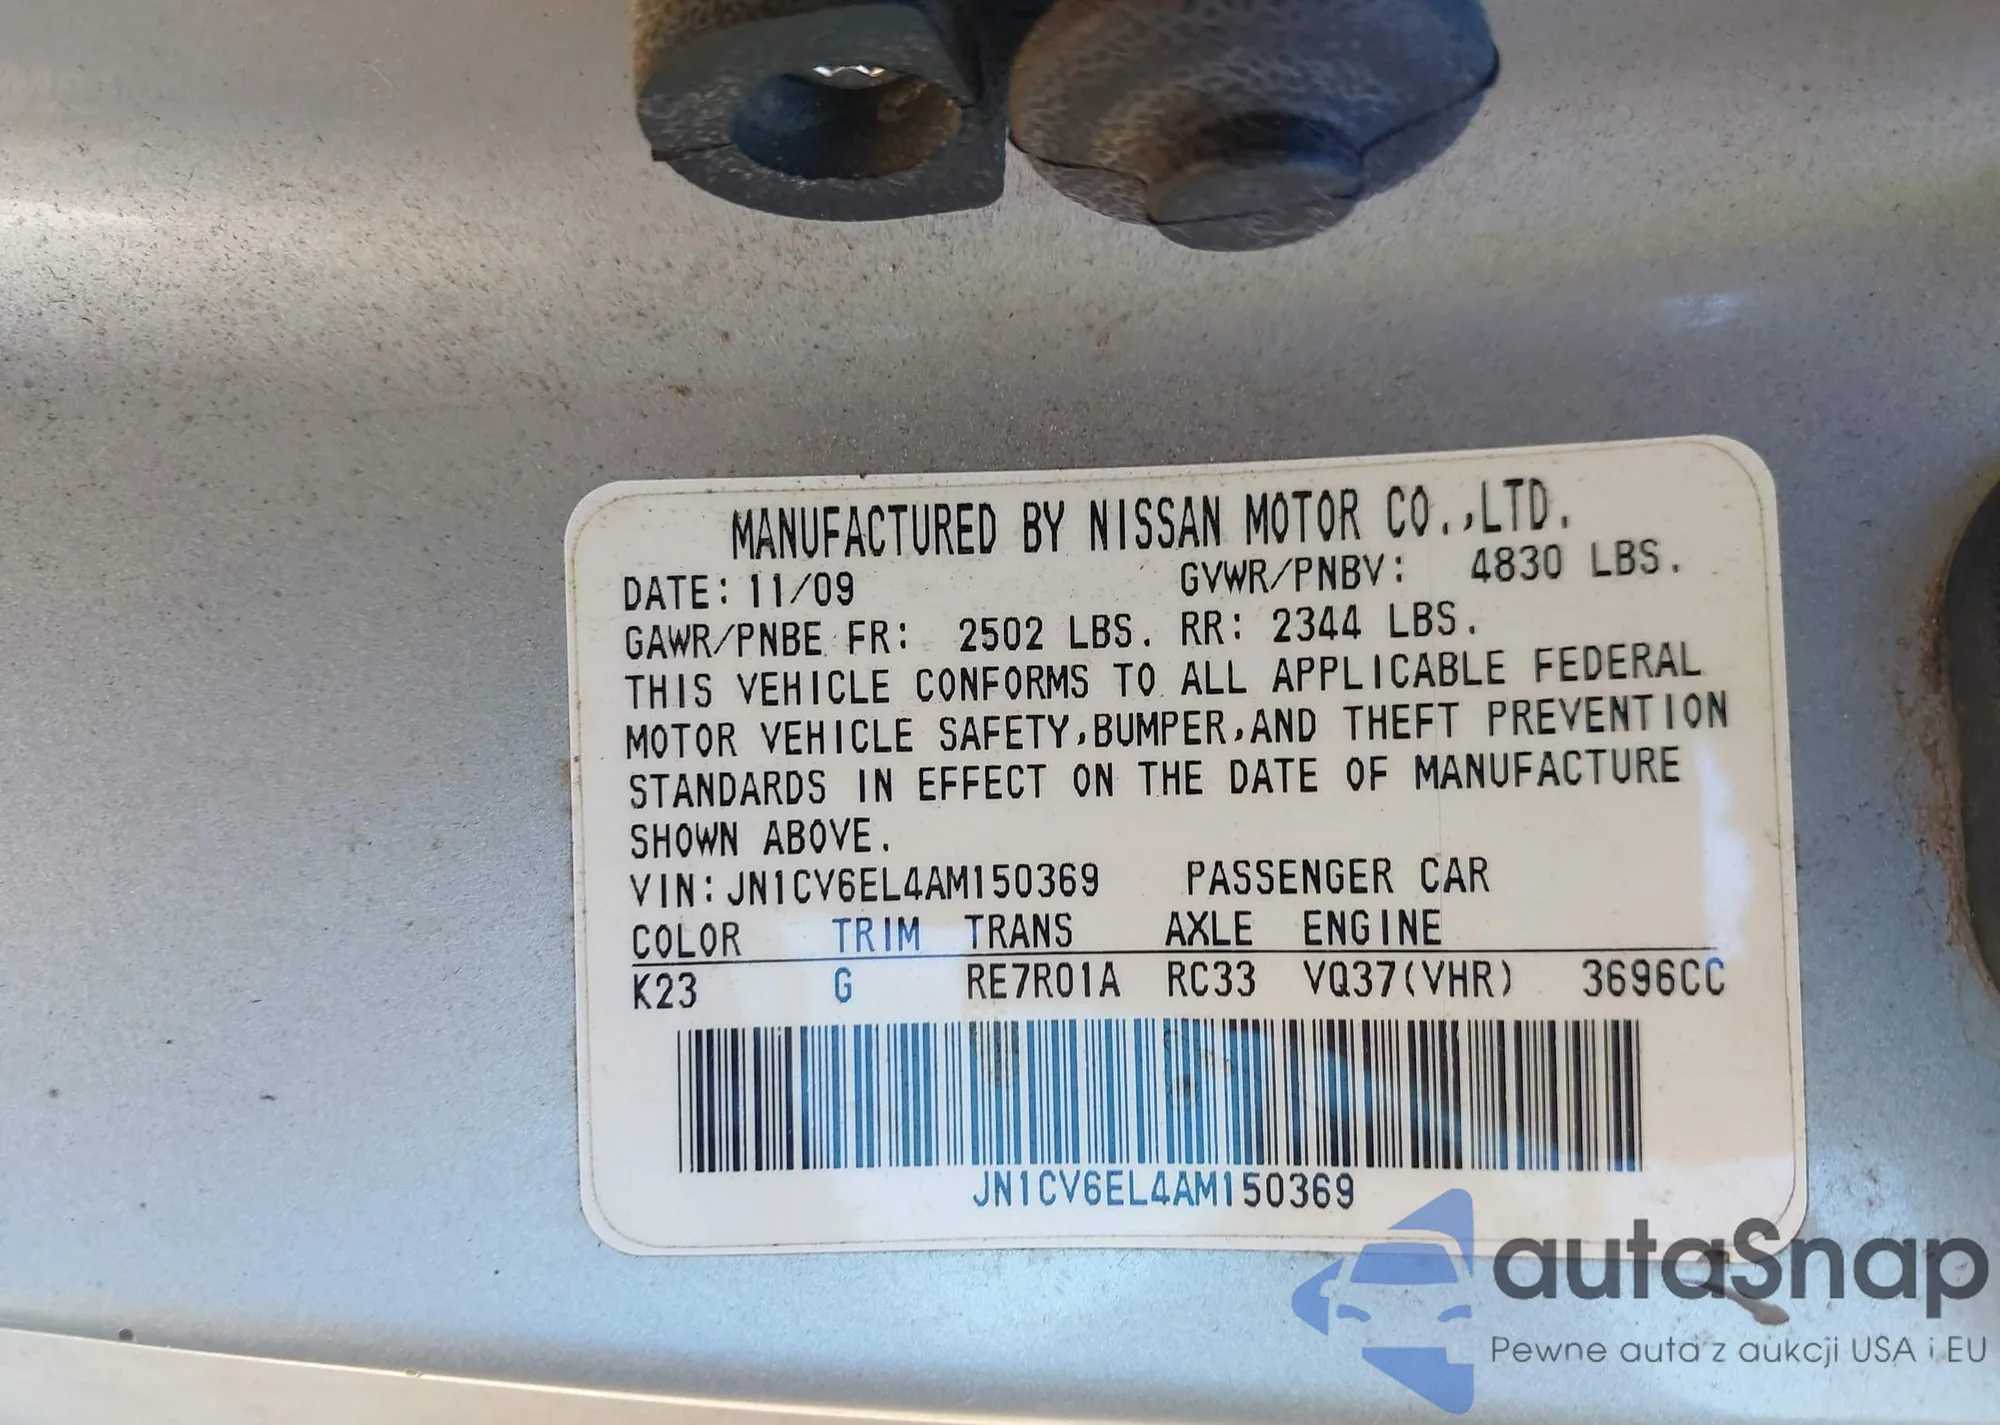 MANUFACTURED BY NISSAN MOTOR CO.,LTD.
DATE: 11/09 GVWR/PNBV: 4830 LBS.
GAWR/PNBE FR: 2502 LBS. RR: 2344 LBS.
THIS VEHICLE CONFORMS TO ALL APPLICABLE FEDERAL
MOTOR VEHICLE SAFETY,BUMPER,AND THEFT PREVENTION
STANDARDS IN EFFECT ON THE DATE OF MANUFACTURE
SHOWN ABOVE.
VIN:JN1CV6EL4AM150369 PASSENGER CAR
COLOR TRIM TRANS AXLE ENGINE
K23 G RE7R01A RC33 VQ37(VHR) 3696CC
JN1CV6EL4AM150369
autaSnap
Pewne auta z aukcji USA i EU